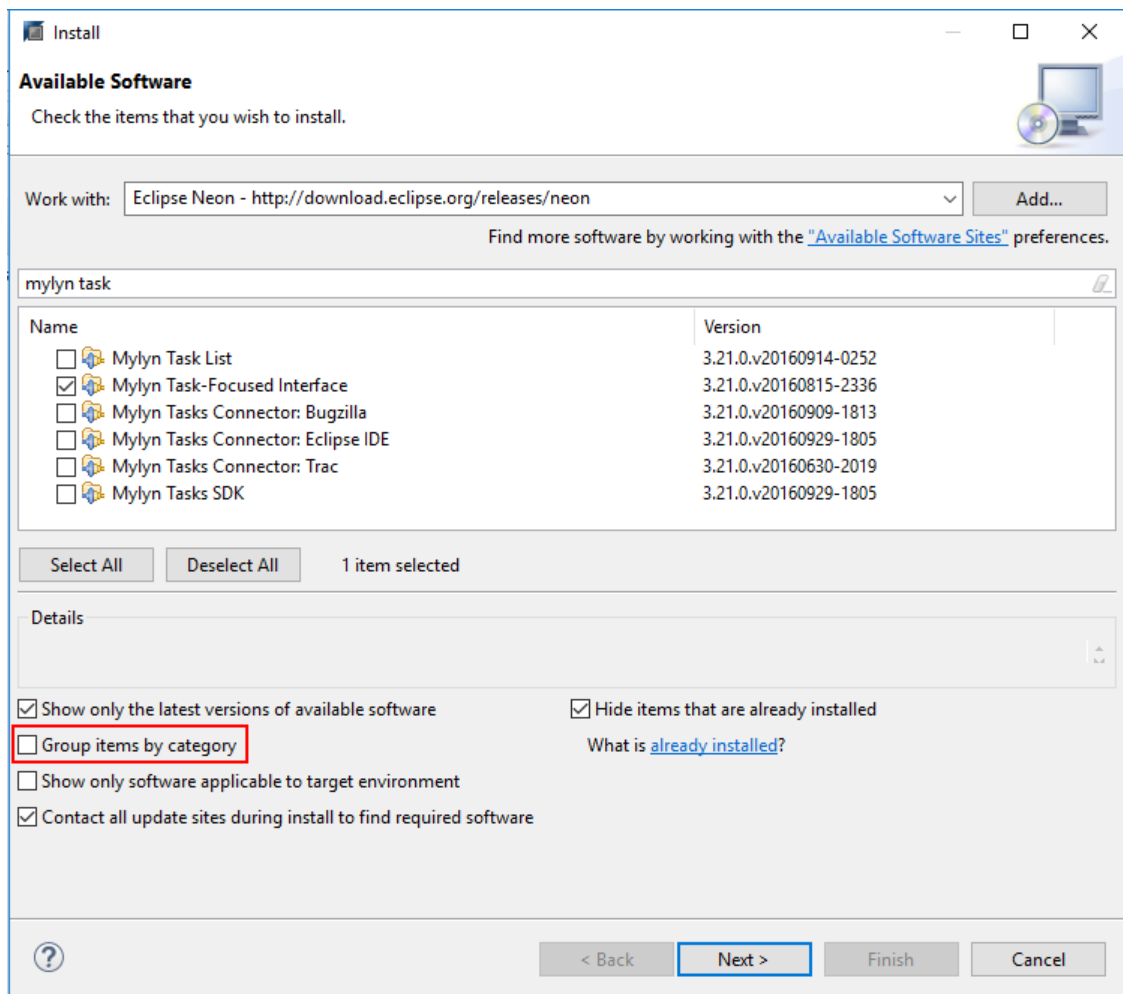 Install
Available Software
Check the items that you wish to install.
Work with: Eclipse Neon - http://download.eclipse.org/releases/neon Add...
Find more software by working with the "Available Software Sites" preferences.
mylyn task
Name Version
Mylyn Task List 3.21.0.v20160914-0252
Mylyn Task-Focused Interface 3.21.0.v20160815-2336
Mylyn Tasks Connector: Bugzilla 3.21.0.v20160909-1813
Mylyn Tasks Connector: Eclipse IDE 3.21.0.v20160929-1805
Mylyn Tasks Connector: Trac 3.21.0.v20160630-2019
Mylyn Tasks SDK 3.21.0.v20160929-1805
Select All Deselect All 1 item selected
Details
Show only the latest versions of available software Hide items that are already installed
Group items by category What is already installed?
Show only software applicable to target environment
Contact all update sites during install to find required software
? < Back Next > Finish Cancel